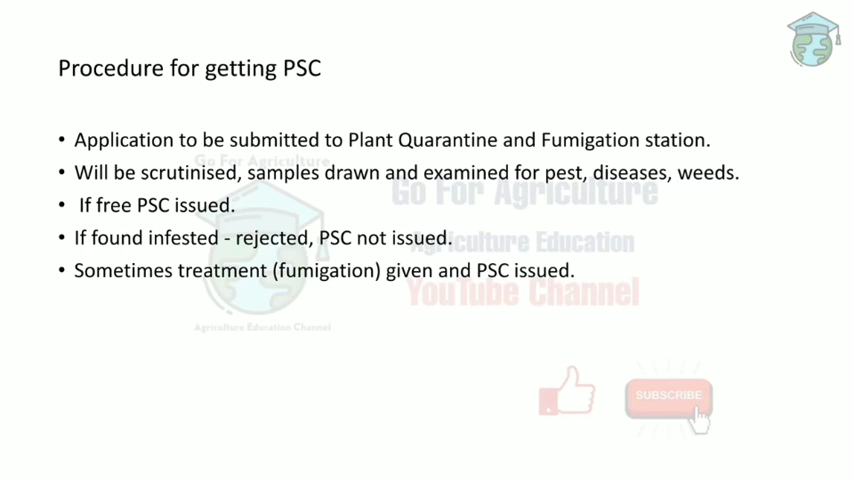 Procedure for getting PSC
• Application to be submitted to Plant Quarantine and Fumigation station.
Go For Agriculture
• Will be scrutinised, samples drawn and examined for pest, diseases, weeds.
Go For Agriculture
• If free PSC issued.
• If found infested - rejected, PSC not issued.
Agriculture Education
• Sometimes treatment (fumigation) given and PSC issued.
YouTube Channel
Agriculture Education Channel
SUBSCRIBE